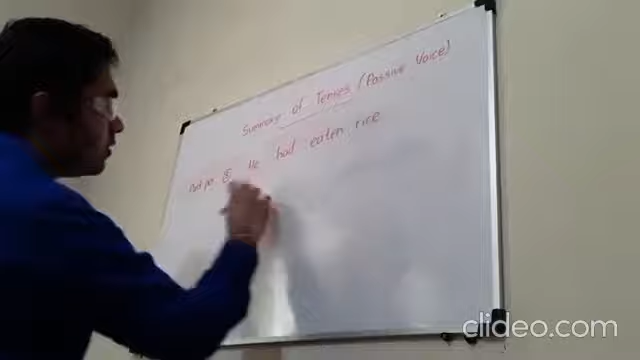 Summary of Tenses (Passive Voice)
He had eaten rice
clideo.com